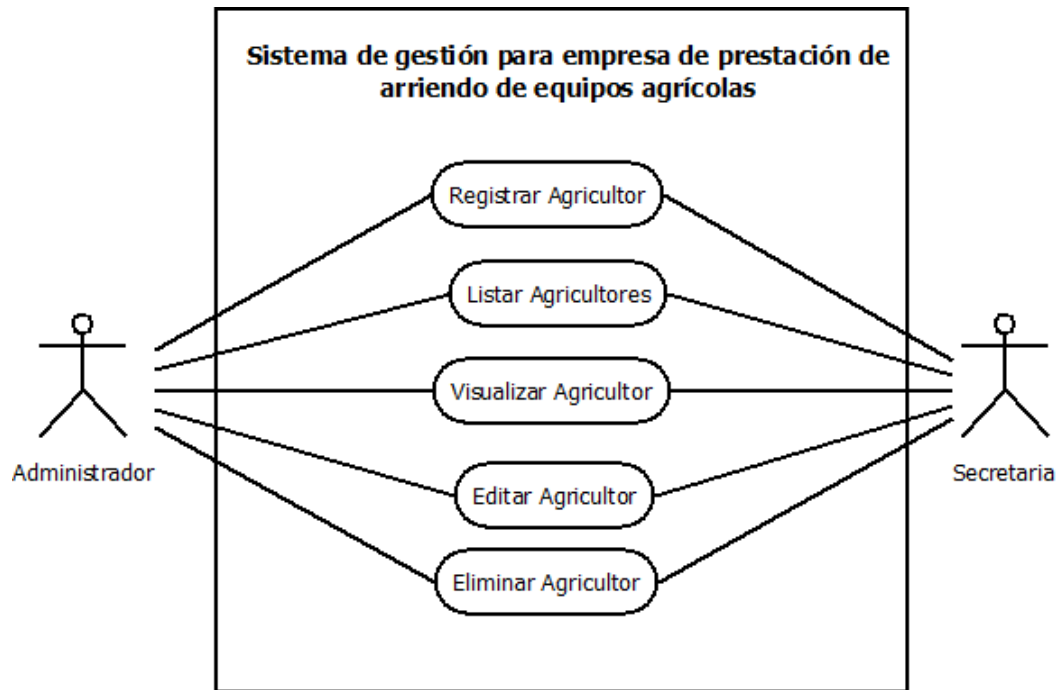 Sistema de gestión para empresa de prestación de
arriendo de equipos agrícolas
Registrar Agricultor
Listar Agricultores
Visualizar Agricultor
Administrador
Secretaria
Editar Agricultor
Eliminar Agricultor